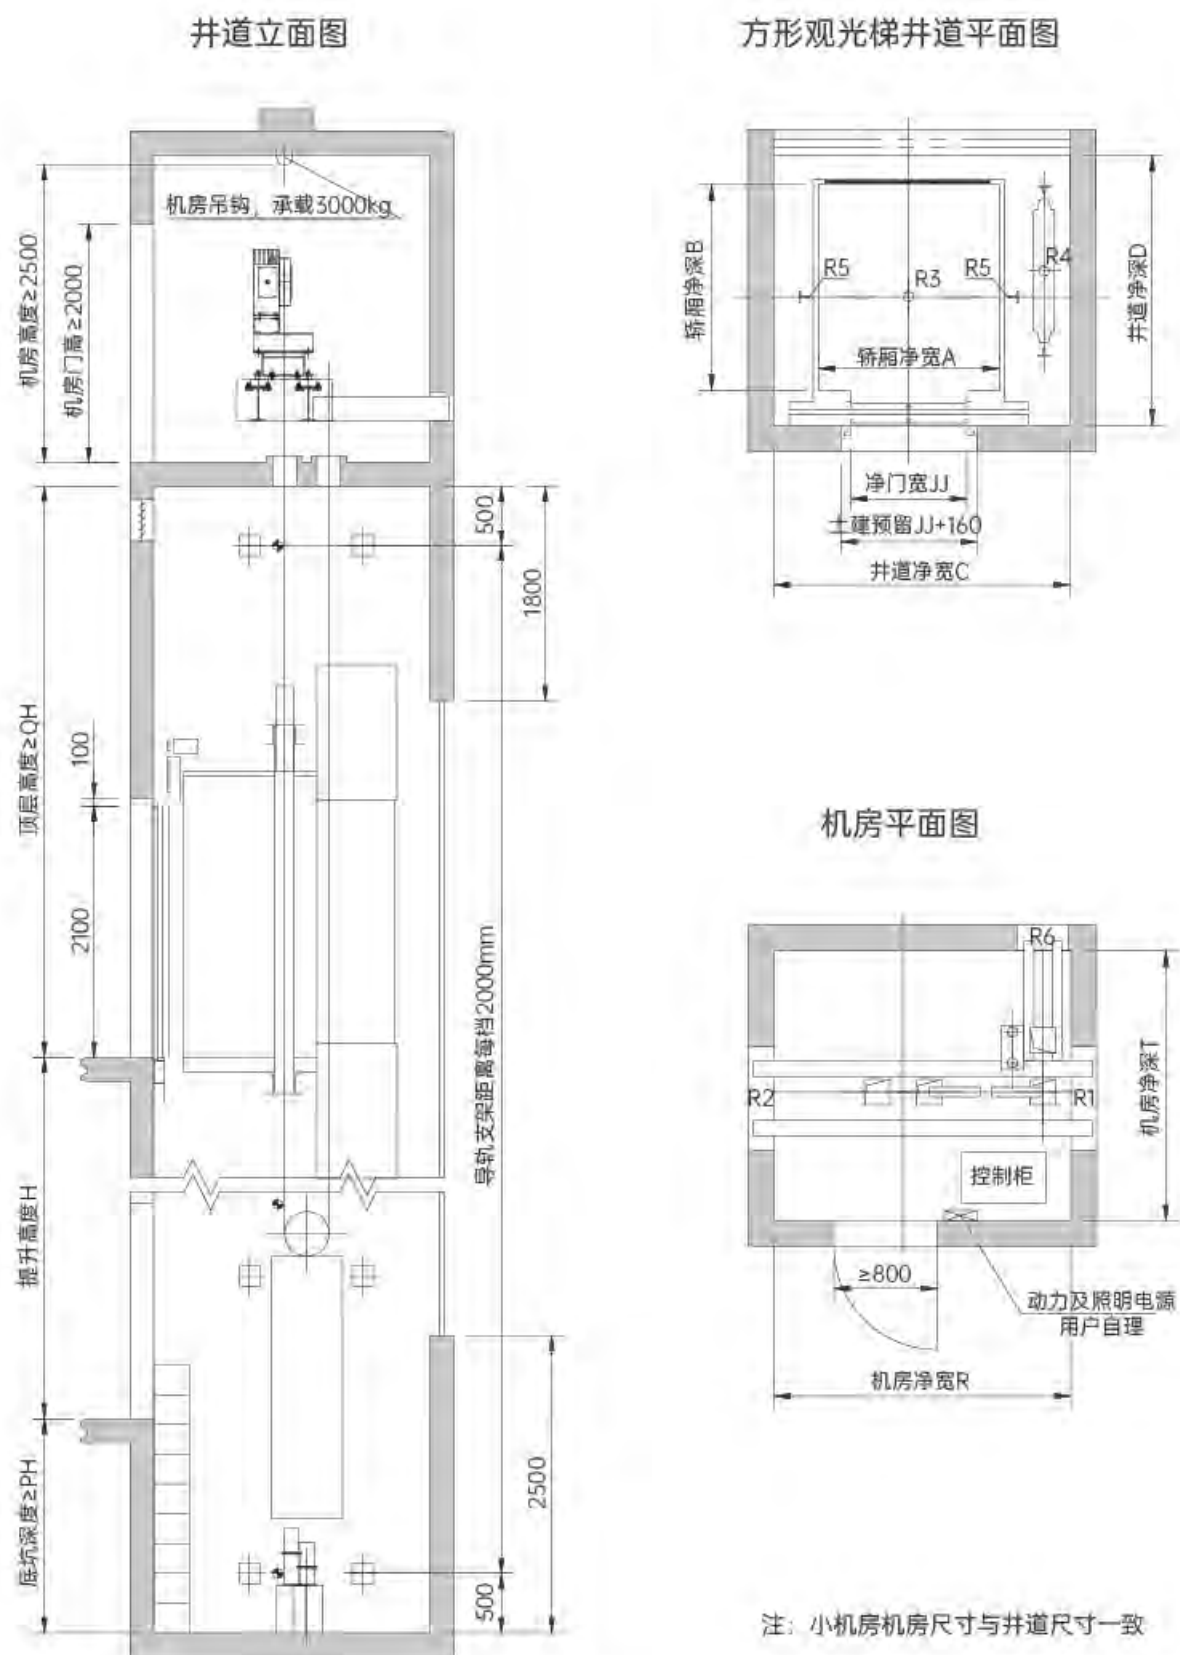 井道立面图
机房吊钩，承载3000kg
机房高度≥2500
机房门高≥2000
500
1800
顶层高度≥QH
100
2100
导轨支架距离每档2000mm
提升高度H
底坑深度≥PH
2500
500
方形观光梯井道平面图
轿厢净深B
R5
R3
R5
R4
井道净深D
轿厢净宽A
净门宽JJ
土建预留JJ+160
井道净宽C
机房平面图
R6
R2
R1
机房净深T
控制柜
≥800
动力及照明电源
用户自理
机房净宽R
注：小机房机房尺寸与井道尺寸一致